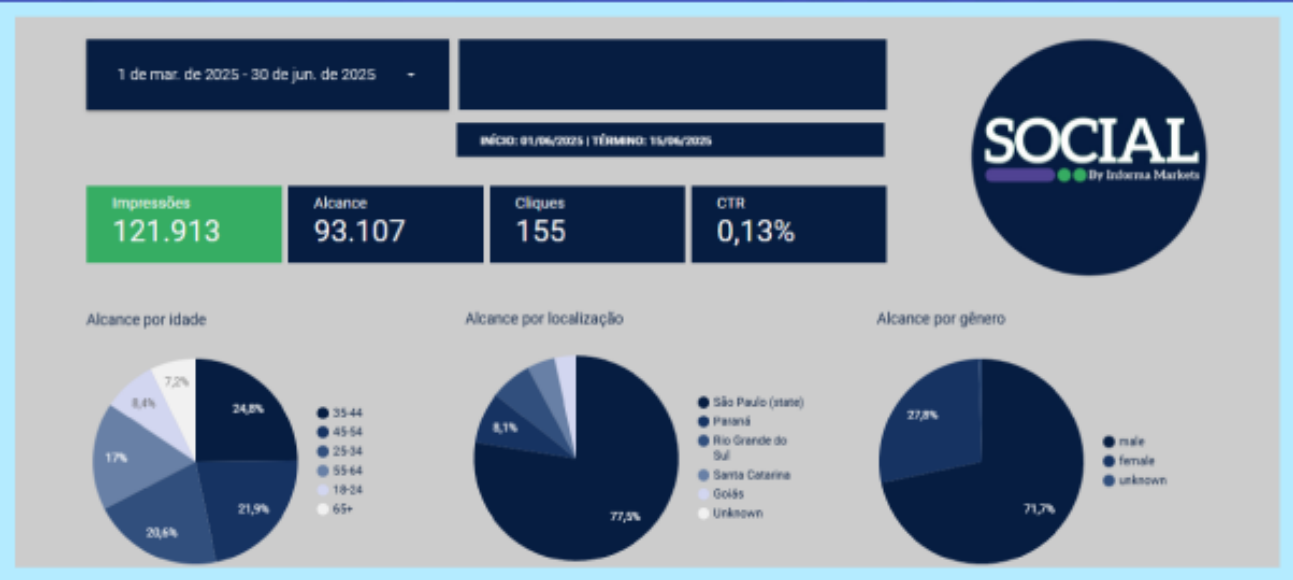 1 de mar. de 2025 - 30 de jun. de 2025
INÍCIO: 01/06/2025 | TÉRMINO: 15/06/2025
SOCIAL
By Informa Markets
Impressões
121.913
Alcance
93.107
Cliques
155
CTR
0,13%
Alcance por idade
24,8%
21,9%
20,6%
17%
8,4%
7,2%
35-44
45-54
25-34
55-64
18-24
65+
Alcance por localização
8,1%
77,5%
São Paulo (state)
Paraná
Rio Grande do
Sul
Santa Catarina
Goiás
Unknown
Alcance por gênero
27,8%
71,7%
male
female
unknown